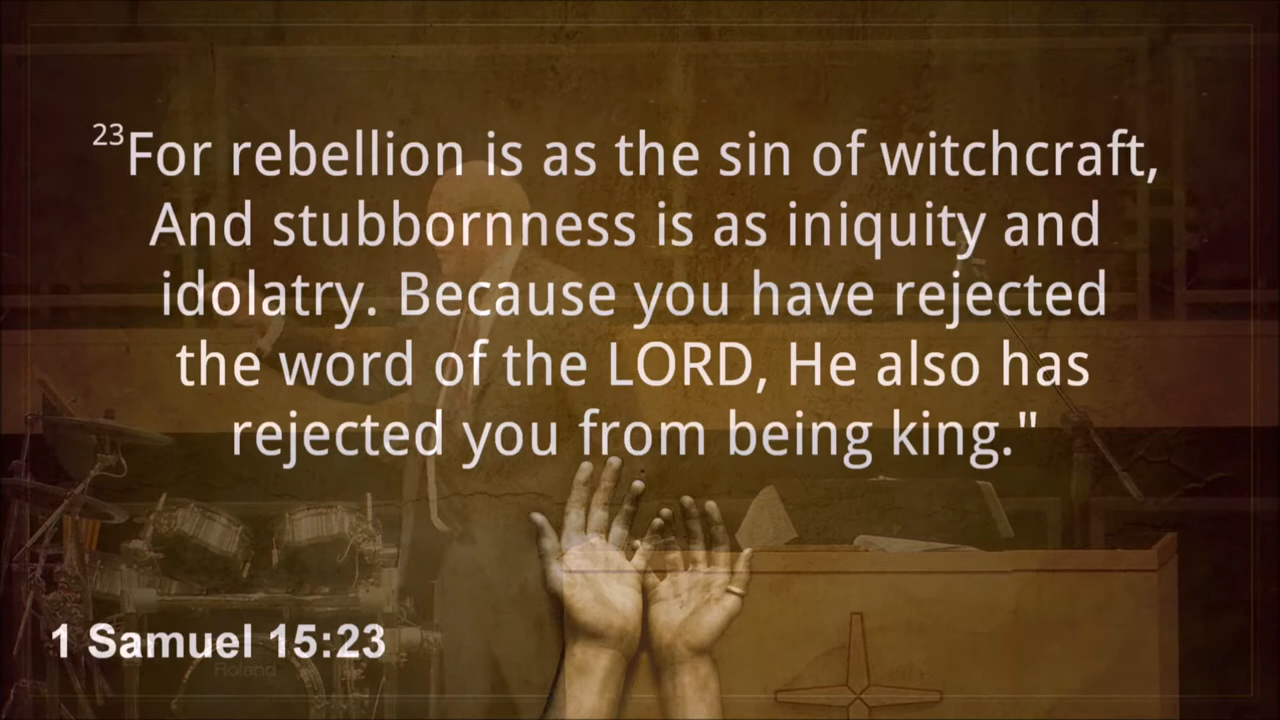 23For rebellion is as the sin of witchcraft,
And stubbornness is as iniquity and
idolatry. Because you have rejected
the word of the LORD, He also has
rejected you from being king."
1 Samuel 15:23
Roland